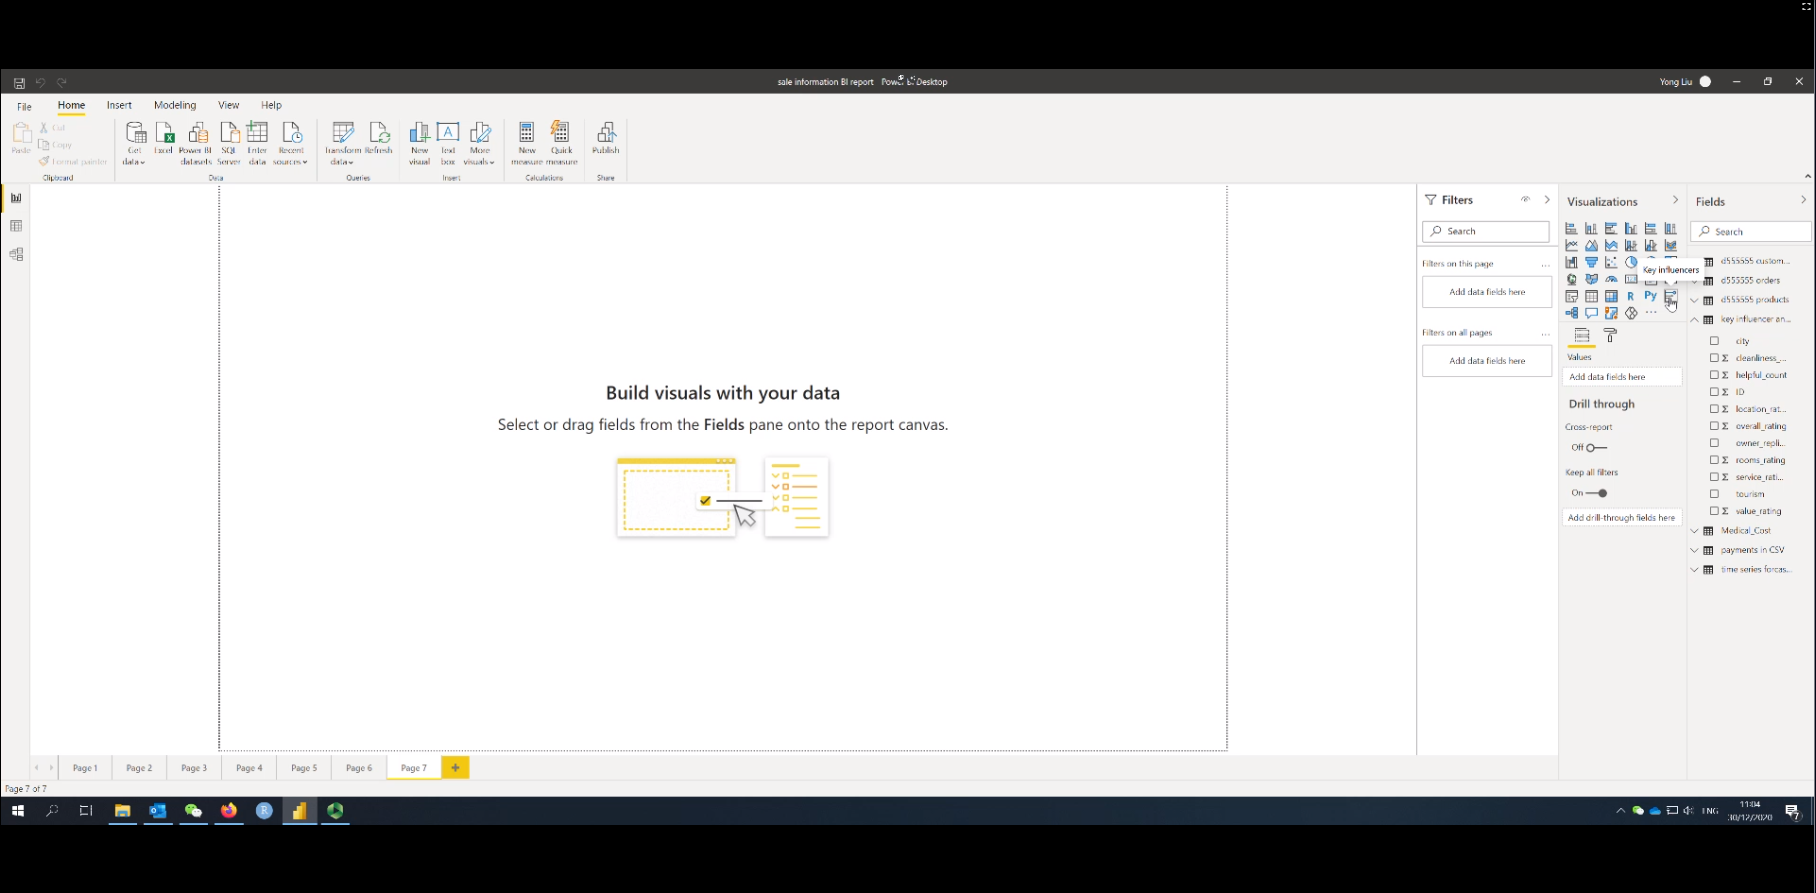 sale information BI report
Desktop
Yong Liu
File
Home
Insert
Modeling
View
Help
Paste
Cut
Copy
Format painter
Clipboard
Get data
Excel
Power BI datasets
SQL Server
Enter data
Recent sources
Data
Transform data
Refresh
Queries
New visual
Text box
More visuals
Insert
New measure
Quick measure
Calculations
Publish
Share
Build visuals with your data
Select or drag fields from the Fields pane onto the report canvas.
Filters
Search
Filters on this page
...
Add data fields here
Filters on all pages
...
Add data fields here
Visualizations
Key influencers
R
Py
...
Values
Add data fields here
Drill through
Cross-report
Off
Keep all filters
On
Add drill-through fields here
Fields
Search
d555555 custom...
d555555 orders
d555555 products
key influencer an...
city
Σ cleanliness_...
Σ helpful_count
Σ ID
Σ location_rat...
Σ overall_rating
owner_repli...
Σ rooms_rating
Σ service_rati...
tourism
Σ value_rating
Medical_Cost
payments in CSV
time series forcas...
Page 1
Page 2
Page 3
Page 4
Page 5
Page 6
Page 7
+
Page 7 of 7
R
ENG
11:04
30/12/2020
7